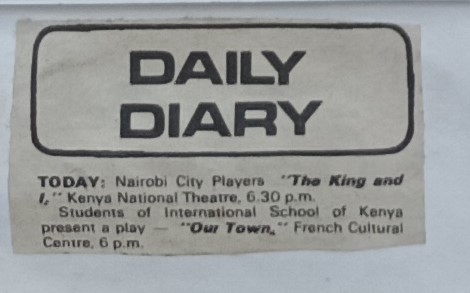 DAILY
DIARY
TODAY: Nairobi City Players "The King and
I," Kenya National Theatre, 6.30 p.m.
Students of International School of Kenya
present a play — "Our Town," French Cultural
Centre, 6 p.m.